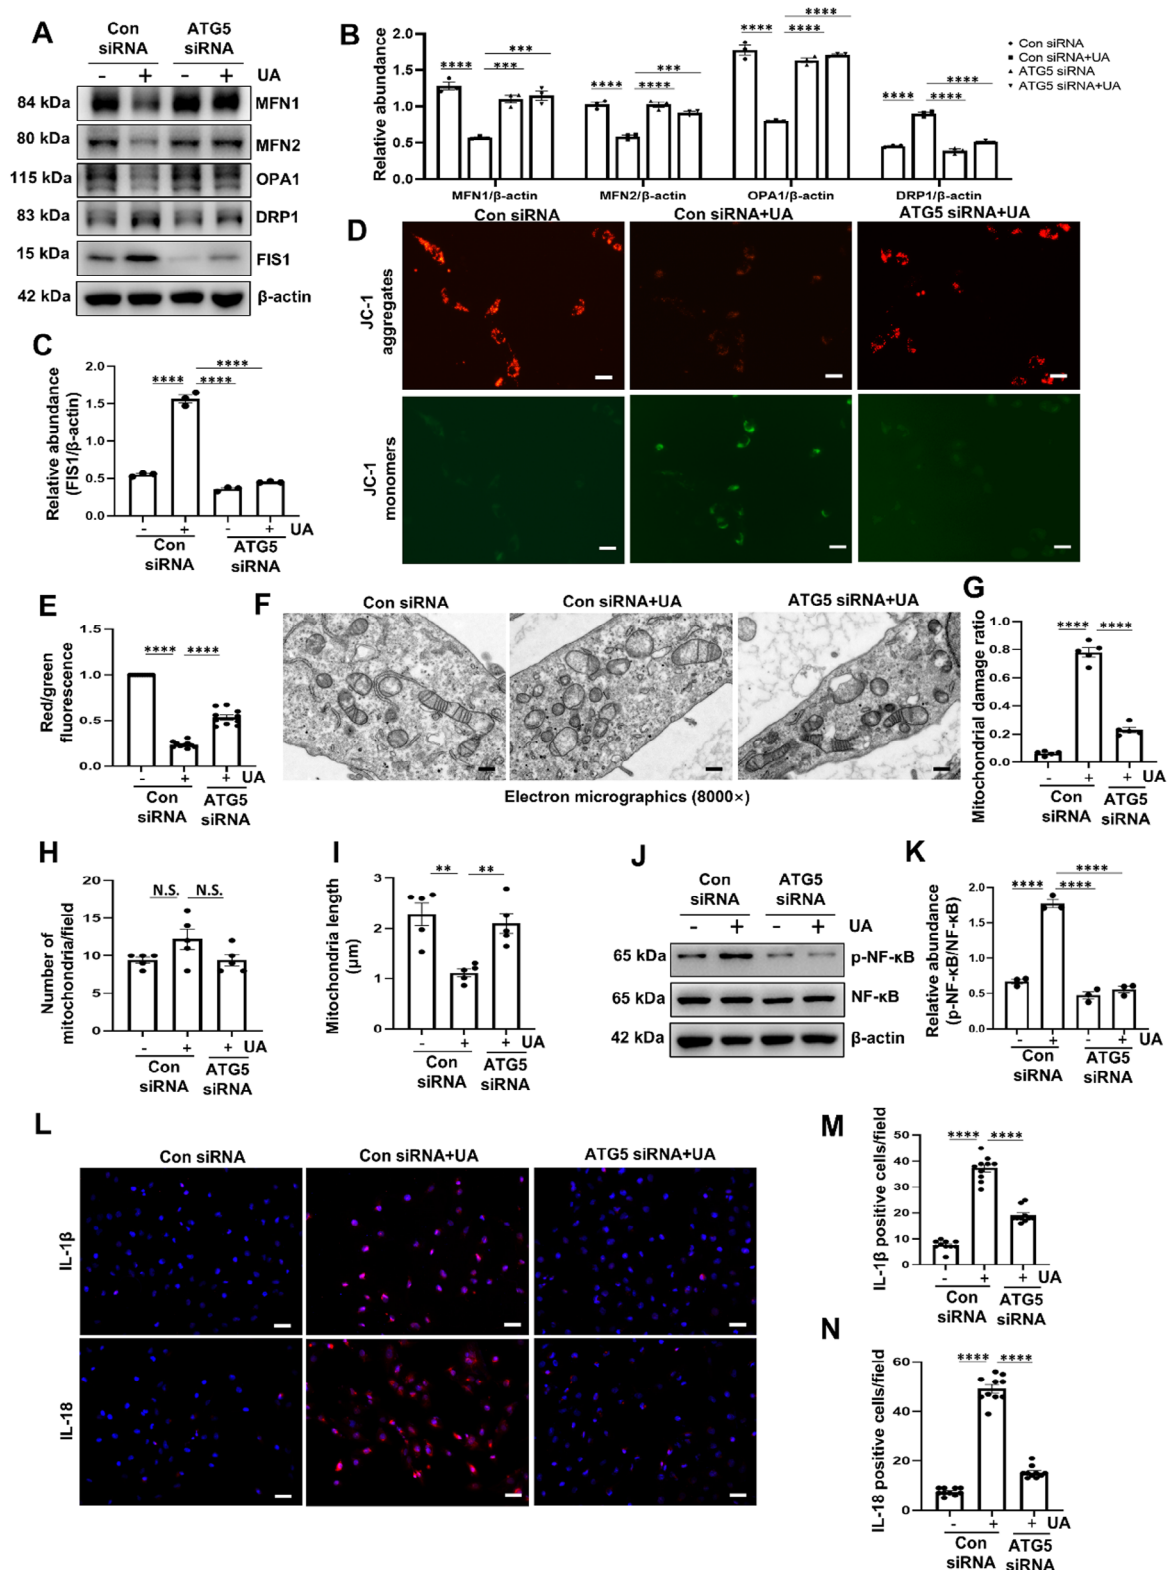 A
Con siRNA
ATG5 siRNA
- + - + UA
84 kDa MFN1
80 kDa MFN2
115 kDa OPA1
83 kDa DRP1
15 kDa FIS1
42 kDa β-actin
B
Relative abundance
2.0
1.5
1.0
0.5
0.0
**** *** ***
**** **** ***
**** **** ****
**** **** ****
MFN1/β-actin MFN2/β-actin OPA1/β-actin DRP1/β-actin
Con siRNA
Con siRNA+UA
ATG5 siRNA
ATG5 siRNA+UA
C
Relative abundance
(FIS1/β-actin)
2.0
1.5
1.0
0.5
0.0
**** **** ****
- + - + UA
Con siRNA
ATG5 siRNA
D
Con siRNA Con siRNA+UA ATG5 siRNA+UA
JC-1 aggregates
JC-1 monomers
E
Red/green fluorescence
1.5
1.0
0.5
0.0
**** ****
- + + UA
Con siRNA
ATG5 siRNA
F
Con siRNA Con siRNA+UA ATG5 siRNA+UA
Electron micrographics (8000×)
G
Mitochondrial damage ratio
0.8
0.6
0.4
0.2
0.0
**** ****
- + + UA
Con siRNA
ATG5 siRNA
H
Number of mitochondria/field
20
15
10
5
0
N.S. N.S.
- + + UA
Con siRNA
ATG5 siRNA
I
Mitochondria length
(μm)
3
2
1
0
** **
- + + UA
Con siRNA
ATG5 siRNA
J
Con siRNA
ATG5 siRNA
- + - + UA
65 kDa p-NF-κB
65 kDa NF-κB
42 kDa β-actin
K
Relative abundance
(p-NF-κB/NF-κB)
2.0
1.5
1.0
0.5
0.0
**** **** ****
- + - + UA
Con siRNA
ATG5 siRNA
L
Con siRNA Con siRNA+UA ATG5 siRNA+UA
IL-1β
IL-18
M
IL-1β positive cells/field
50
40
30
20
10
0
**** ****
- + + UA
Con siRNA
ATG5 siRNA
N
IL-18 positive cells/field
60
40
20
0
**** ****
- + + UA
Con siRNA
ATG5 siRNA